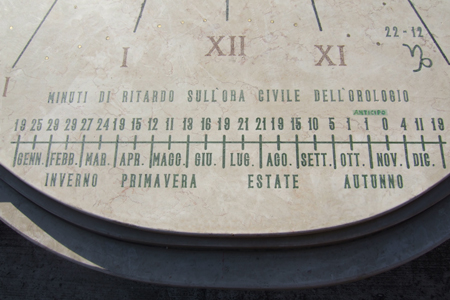 22-12
XII
I XI
I
MINUTI DI RITARDO SULL'ORA CIVILE DELL'OROLOGIO
ANTICIPO
19 25 28 28 27 24 19 15 12 11 13 16 19 21 21 19 15 10 5 1 1 0 4 11 18
GENN. FEBB. MAR. APR. MAGG. GIU. LUG. AGO. SETT. OTT. NOV. DIC.
INVERNO PRIMAVERA ESTATE AUTUNNO